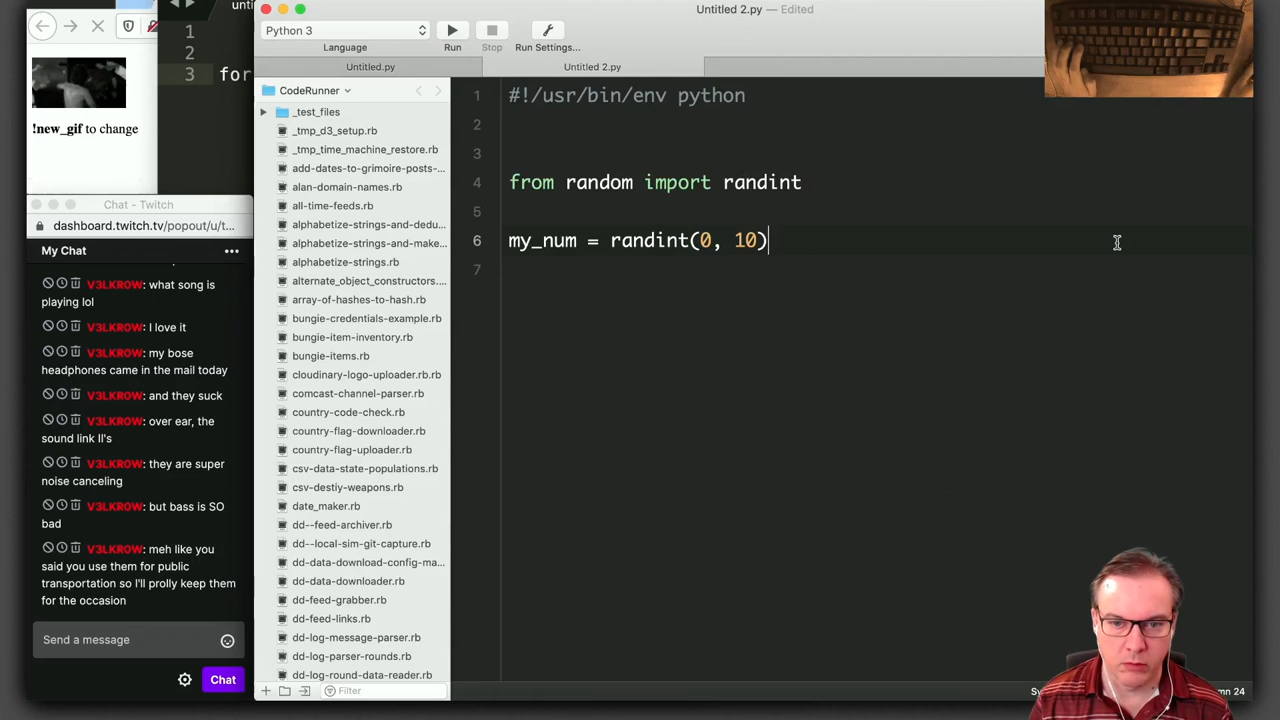 Untitled 2.py — Edited
Python 3
Language
Run
Stop
Run Settings...
Untitled.py
Untitled 2.py
unti
1
2
3 for
!new_gif to change
Chat - Twitch
dashboard.twitch.tv/popout/u/t...
My Chat
V3LKR0W: what song is
playing lol
V3LKR0W: I love it
V3LKR0W: my bose
headphones came in the mail today
V3LKR0W: and they suck
V3LKR0W: over ear, the
sound link II's
V3LKR0W: they are super
noise canceling
V3LKR0W: but bass is SO
bad
V3LKR0W: meh like you
said you use them for public
transportation so I'll prolly keep them
for the occasion
Send a message
Chat
CodeRunner
_test_files
_tmp_d3_setup.rb
_tmp_time_machine_restore.rb
add-dates-to-grimoire-posts-...
alan-domain-names.rb
all-time-feeds.rb
alphabetize-strings-and-dedu...
alphabetize-strings-and-make...
alphabetize-strings.rb
alternate_object_constructors....
array-of-hashes-to-hash.rb
bungie-credentials-example.rb
bungie-item-inventory.rb
bungie-items.rb
cloudinary-logo-uploader.rb.rb
comcast-channel-parser.rb
country-code-check.rb
country-flag-downloader.rb
country-flag-uploader.rb
csv-data-state-populations.rb
csv-destiy-weapons.rb
date_maker.rb
dd--feed-archiver.rb
dd--local-sim-git-capture.rb
dd-data-download-config-ma...
dd-data-downloader.rb
dd-feed-grabber.rb
dd-feed-links.rb
dd-log-message-parser.rb
dd-log-parser-rounds.rb
dd-log-round-data-reader.rb
Filter
1 #!/usr/bin/env python
2
3
4 from random import randint
5
6 my_num = randint(0, 10)
7
mn 24